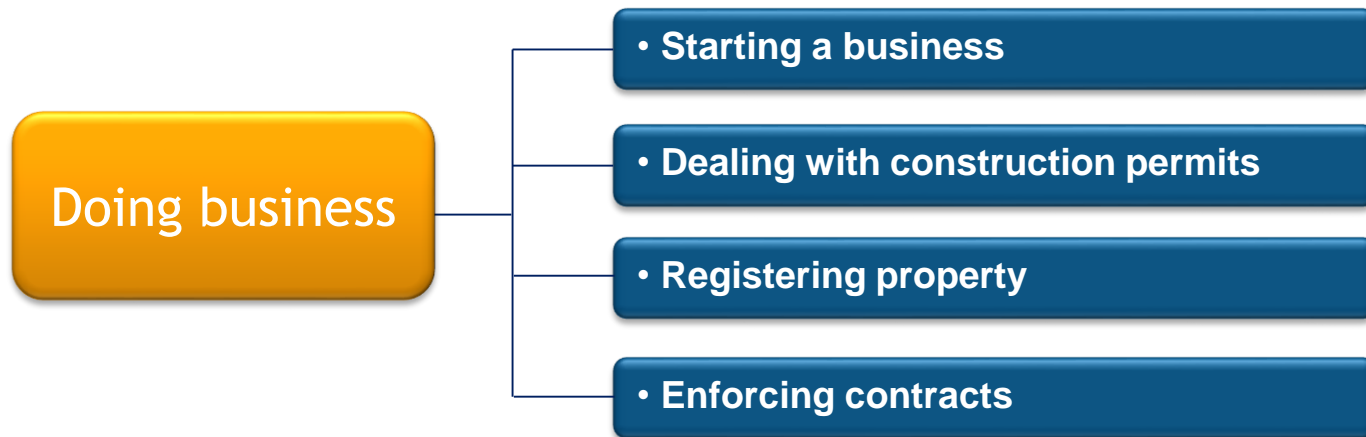 Doing business
• Starting a business
• Dealing with construction permits
• Registering property
• Enforcing contracts